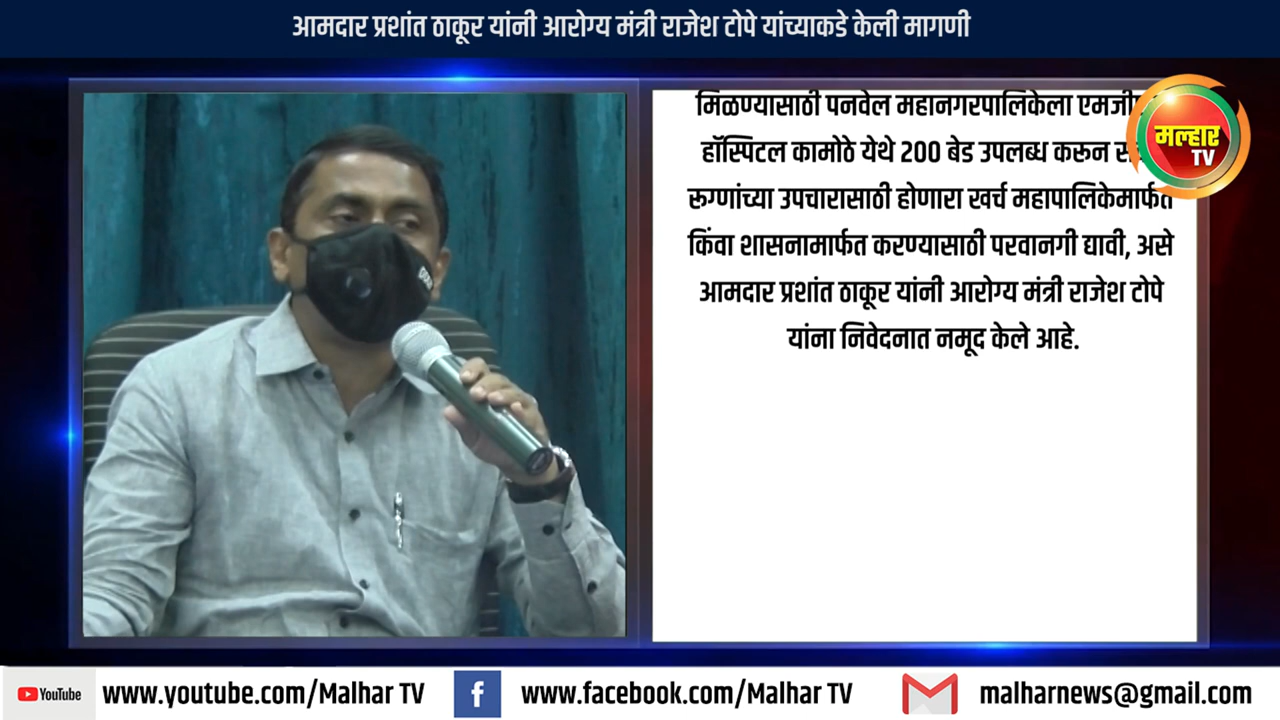 आमदार प्रशांत ठाकूर यांनी आरोग्य मंत्री राजेश टोपे यांच्याकडे केली मागणी
मिळण्यासाठी पनवेल महानगरपालिकेला
हॉस्पिटल कामोठे येथे 200 बेड उपलब्ध करून
रूग्णांच्या उपचारासाठी होणारा खर्च महापालिकेमार्फत
किंवा शासनामार्फत करण्यासाठी परवानगी द्यावी, असे
आमदार प्रशांत ठाकूर यांनी आरोग्य मंत्री राजेश टोपे
यांना निवेदनात नमूद केले आहे.
मल्हार
TV
YouTube www.youtube.com/Malhar TV www.facebook.com/Malhar TV malharnews@gmail.com